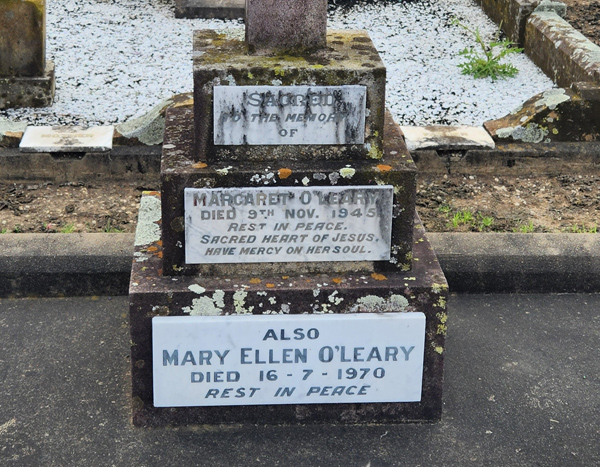 SACRED
TO THE MEMORY
OF
MARGARET O'LEARY.
DIED 9TH NOV. 1945
REST IN PEACE.
SACRED HEART OF JESUS.
HAVE MERCY ON HER SOUL.
ALSO
MARY ELLEN O'LEARY
DIED 16-7-1970
REST IN PEACE